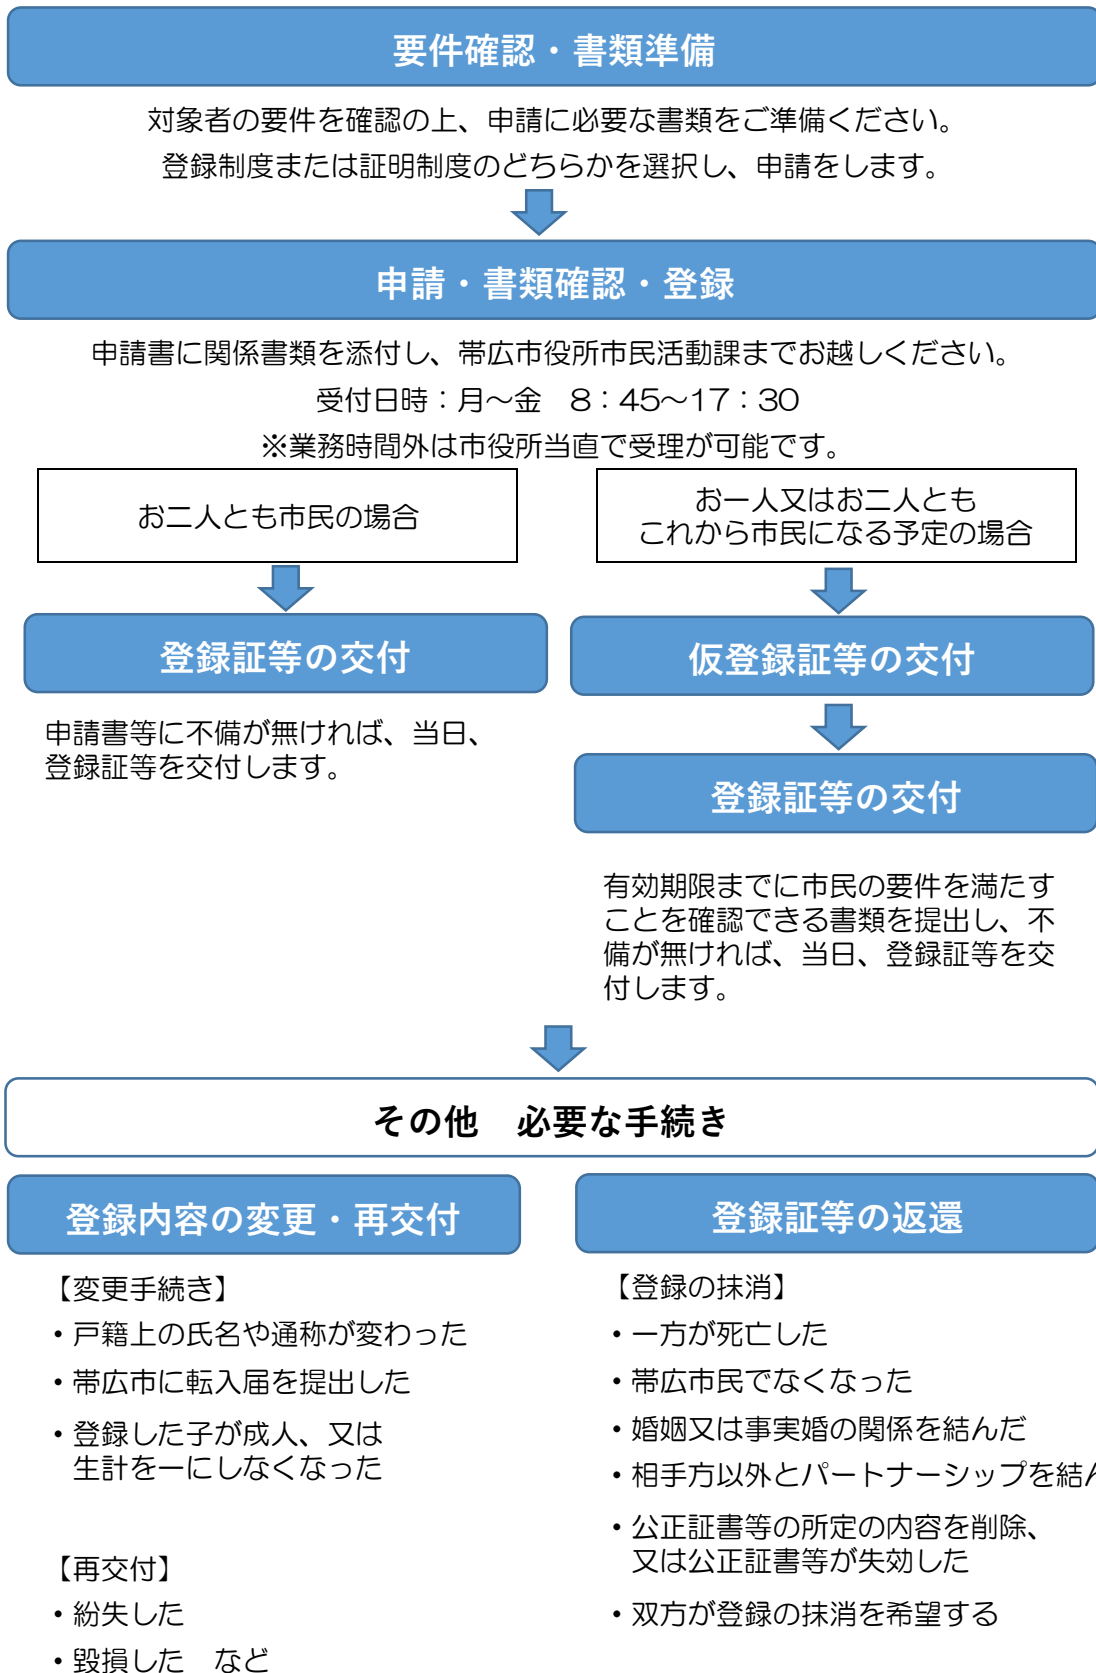 要件確認・書類準備
対象者の要件を確認の上、申請に必要な書類をご準備ください。
登録制度または証明制度のどちらかを選択し、申請をします。
申請・書類確認・登録
申請書に関係書類を添付し、帯広市役所市民活動課までお越しください。
受付日時：月～金　8：45～17：30
※業務時間外は市役所当直で受理が可能です。
お二人とも市民の場合
お一人又はお二人とも
これから市民になる予定の場合
登録証等の交付
仮登録証等の交付
申請書等に不備が無ければ、当日、
登録証等を交付します。
登録証等の交付
有効期限までに市民の要件を満たす
ことを確認できる書類を提出し、不
備が無ければ、当日、登録証等を交
付します。
その他　必要な手続き
登録内容の変更・再交付
【変更手続き】
・戸籍上の氏名や通称が変わった
・帯広市に転入届を提出した
・登録した子が成人、又は
生計を一にしなくなった
【再交付】
・紛失した
・毀損した　など
登録証等の返還
【登録の抹消】
・一方が死亡した
・帯広市民でなくなった
・婚姻又は事実婚の関係を結んだ
・相手方以外とパートナーシップを結ん
・公正証書等の所定の内容を削除、
又は公正証書等が失効した
・双方が登録の抹消を希望する